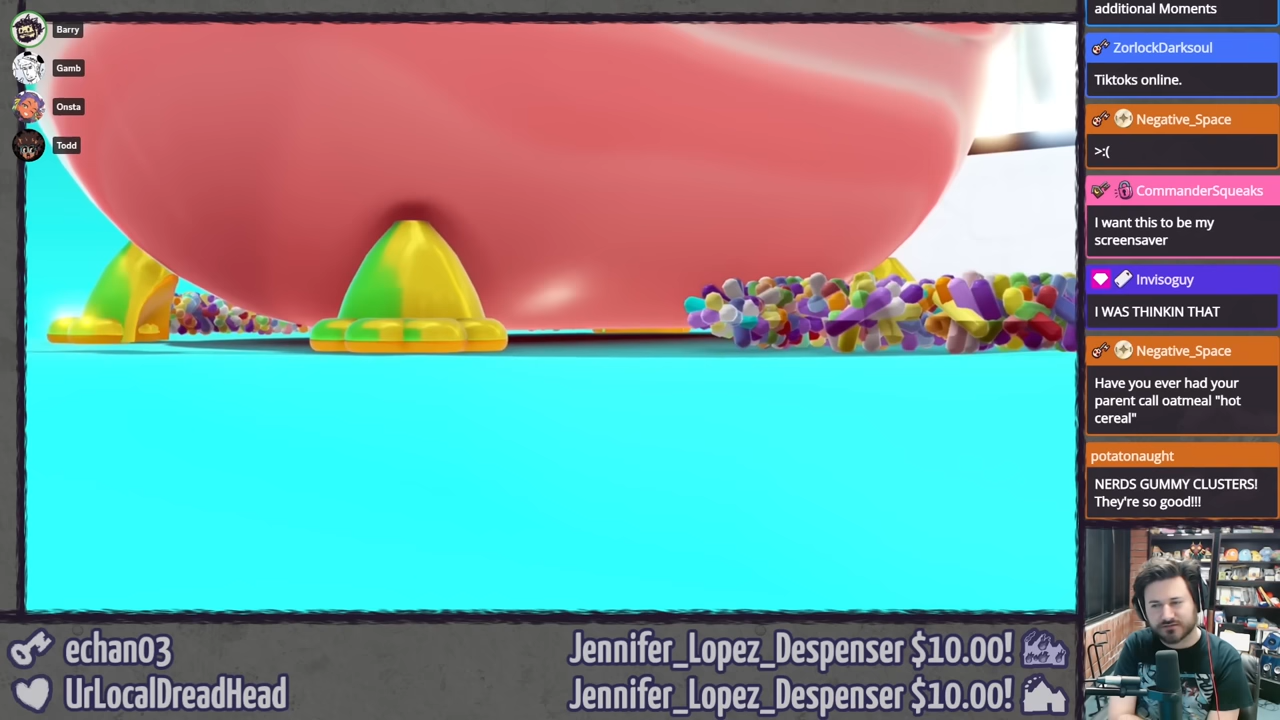 Barry
Gamb
Onsta
Todd
additional Moments
ZorlockDarksoul
Tiktoks online.
Negative_Space
>:(
CommanderSqueaks
I want this to be my
screensaver
Invisoguy
I WAS THINKIN THAT
Negative_Space
Have you ever had your
parent call oatmeal "hot
cereal"
potatonaught
NERDS GUMMY CLUSTERS!
They're so good!!!
echan03
Jennifer_Lopez_Despenser $10.00!
UrLocalDreadHead
Jennifer_Lopez_Despenser $10.00!